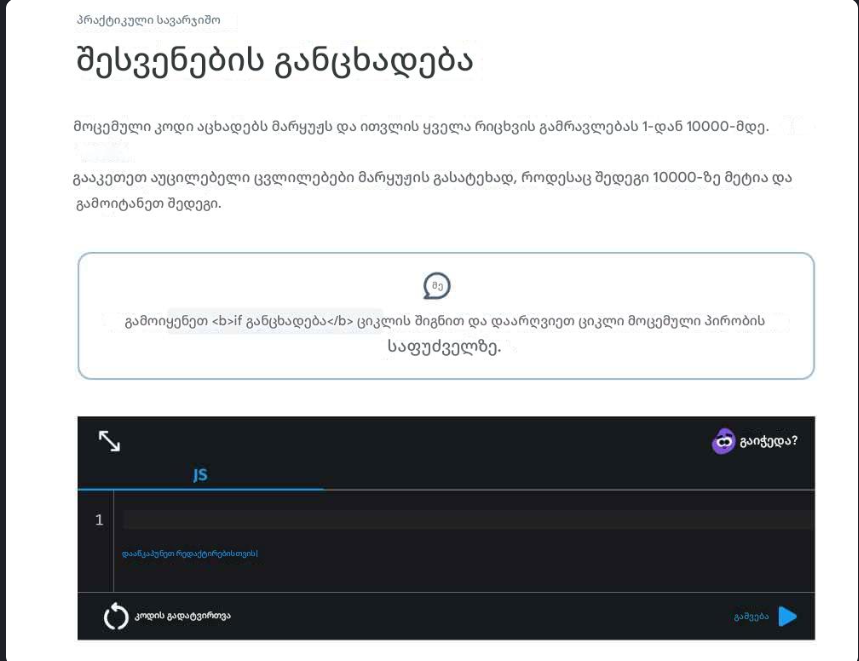 პრაქტიკული სავარჯიშო
შესვენების განცხადება
მოცემული კოდი აცხადებს მარყუჟს და ითვლის ყველა რიცხვის გამრავლებას 1-დან 10000-მდე.
გააკეთეთ აუცილებელი ცვლილებები მარყუჟის გასატეხად, როდესაც შედეგი 10000-ზე მეტია და
გამოიტანეთ შედეგი.
მე
გამოიყენეთ <b>if განცხადება</b> ციკლის შიგნით და დაარღვიეთ ციკლი მოცემული პირობის
საფუძველზე.
გაიჭედა?
JS
1
დააწკაპუნეთ რედაქტირებისთვის!
კოდის გადატვირთვა
გაშვება